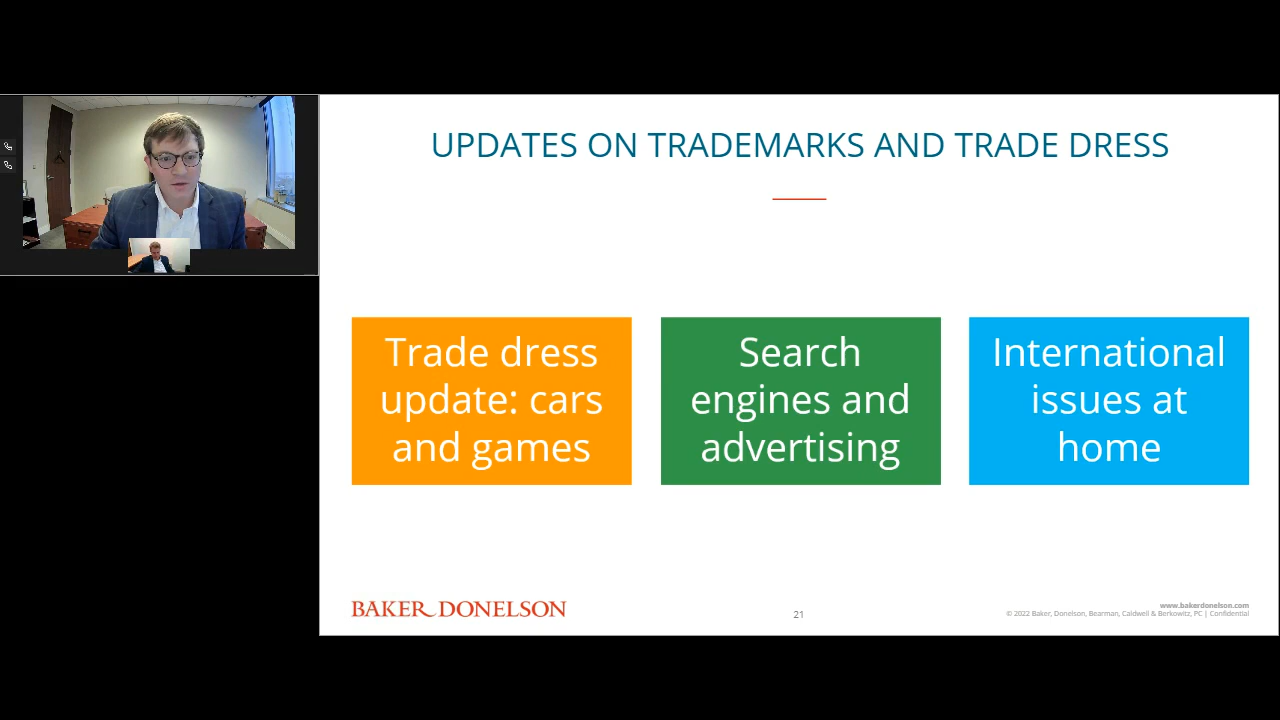 UPDATES ON TRADEMARKS AND TRADE DRESS
Trade dress
update: cars
and games
Search
engines and
advertising
International
issues at
home
BAKER DONELSON
21
www.bakerdonelson.com
© 2022 Baker, Donelson, Bearman, Caldwell & Berkowitz, PC | Confidential